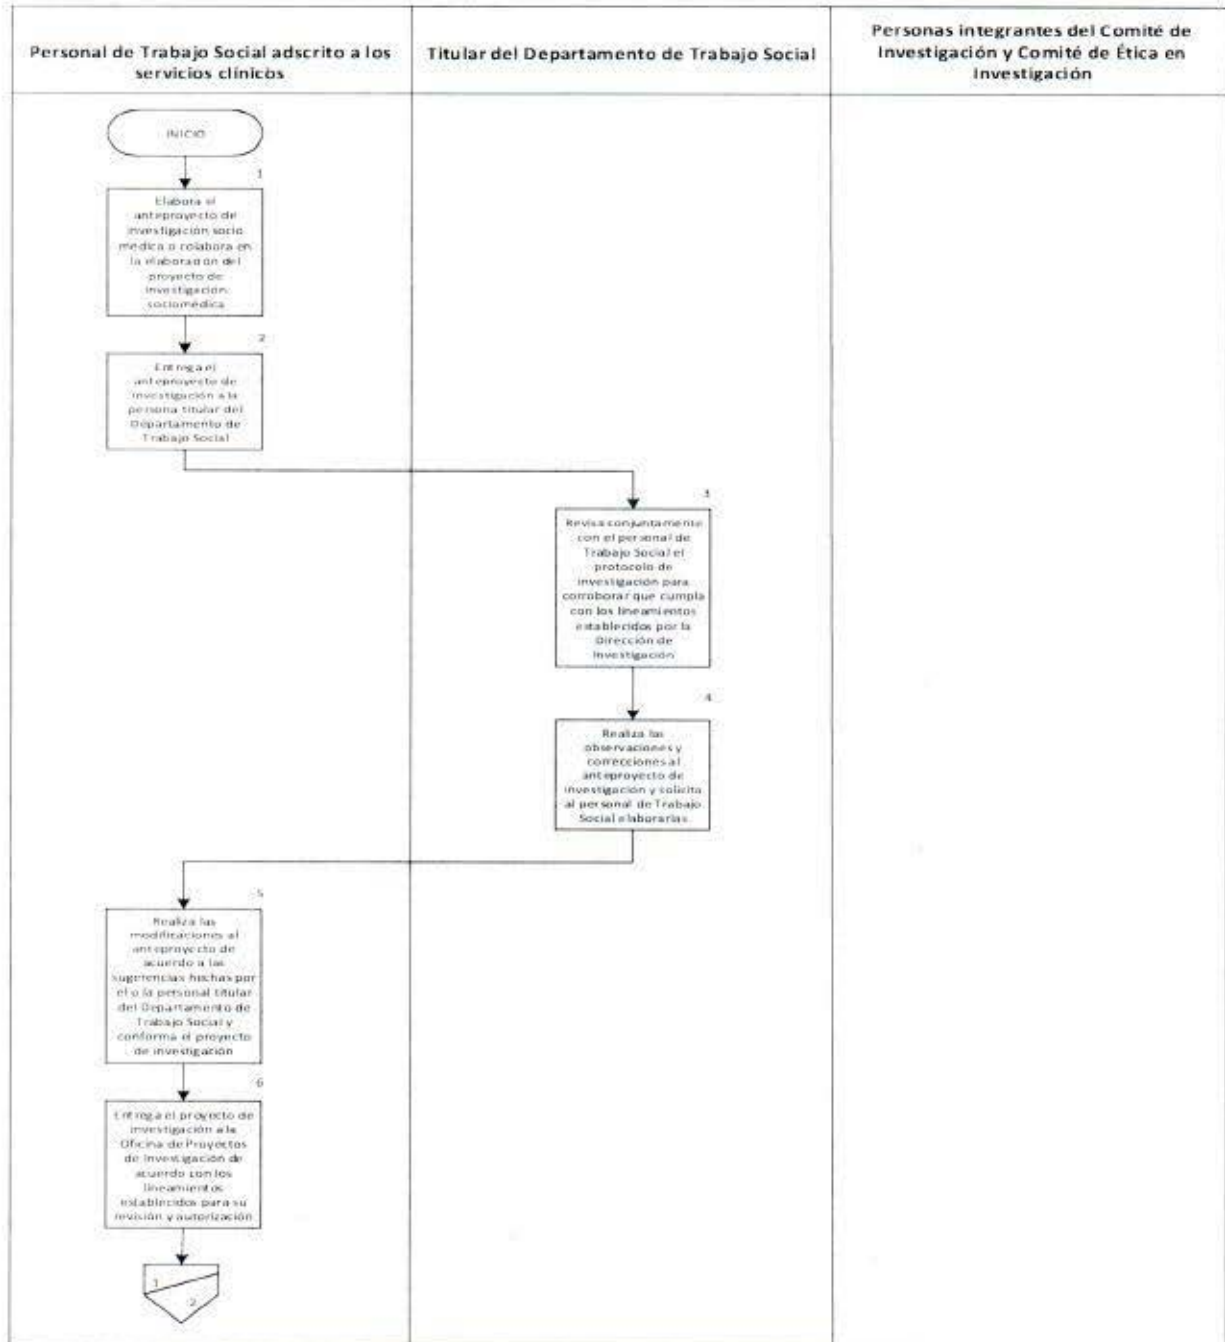 Personal de Trabajo Social adscrito a los
servicios clínicos
Titular del Departamento de Trabajo Social
Personas integrantes del Comité de
Investigación y Comité de Ética en
Investigación
INICIO
1
Elabora el
anteproyecto de
investigación socio
médica o colabora en
la elaboración del
proyecto de
investigación
sociomédica
2
Entrega el
anteproyecto de
investigación a la
persona titular del
Departamento de
Trabajo Social
3
Revisa conjuntamente
con el personal de
Trabajo Social el
protocolo de
investigación para
corroborar que cumpla
con los lineamientos
establecidos por la
Dirección de
Investigación
4
Realiza las
observaciones y
correcciones al
anteproyecto de
investigación y solicita
al personal de Trabajo
Social elaborarlas
5
Realiza las
modificaciones al
anteproyecto de
acuerdo a las
sugerencias hechas por
el o la personal titular
del Departamento de
Trabajo Social y
conforma el proyecto
de investigación
6
Entrega el proyecto de
investigación a la
Oficina de Proyectos
de Investigación de
acuerdo con los
lineamientos
establecidos para su
revisión y autorización
1
2